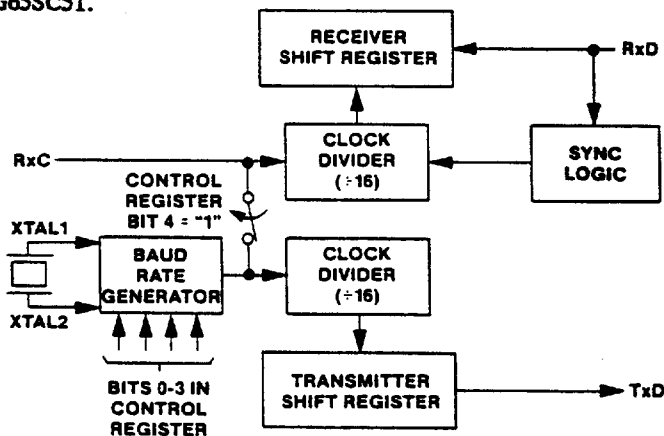 G65SC51.
RECEIVER
SHIFT REGISTER
RxD
RxC
CLOCK
DIVIDER
(÷16)
SYNC
LOGIC
CONTROL
REGISTER
BIT 4 = "1"
XTAL1
BAUD
RATE
GENERATOR
CLOCK
DIVIDER
(÷16)
XTAL2
BITS 0-3 IN
CONTROL
REGISTER
TRANSMITTER
SHIFT REGISTER
TxD